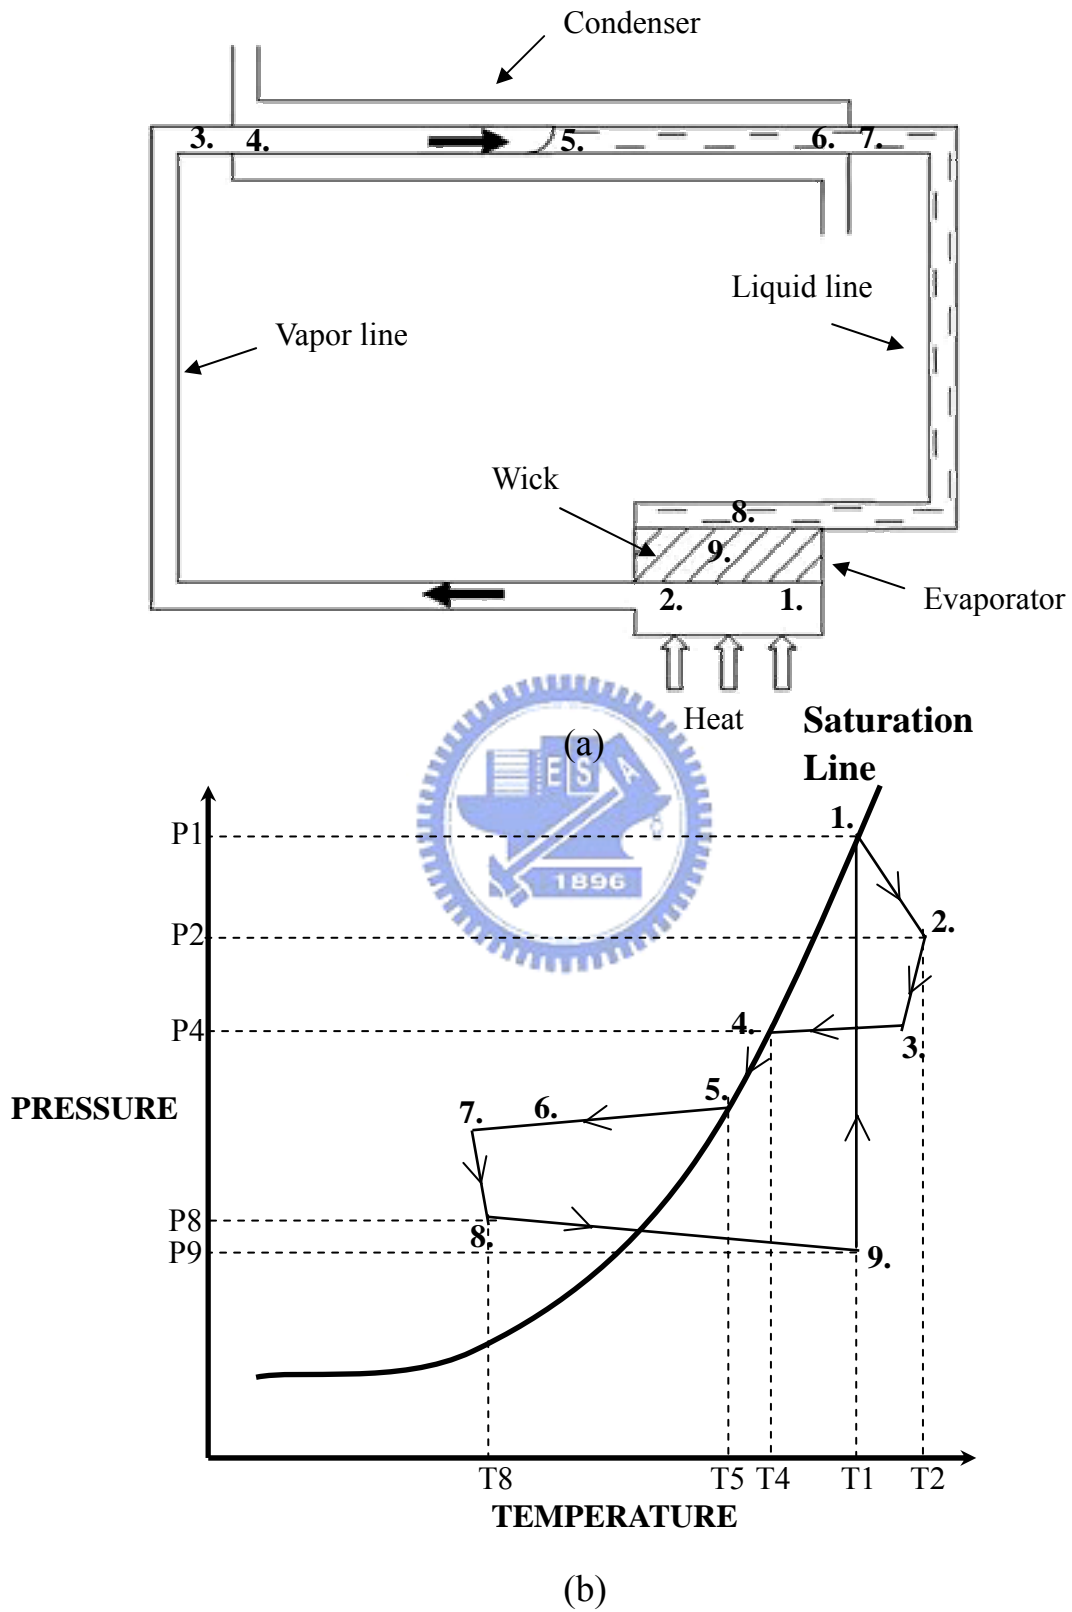 Condenser
3.
4.
5.
6.
7.
Liquid line
Vapor line
Wick
8.
9.
2.
1.
Evaporator
Heat
(a)
Saturation
Line
E S A
1896
P1
1.
P2
2.
P4
4.
3.
PRESSURE
7.
6.
5.
P8
8.
P9
9.
T8
T5
T4
T1
T2
TEMPERATURE
(b)